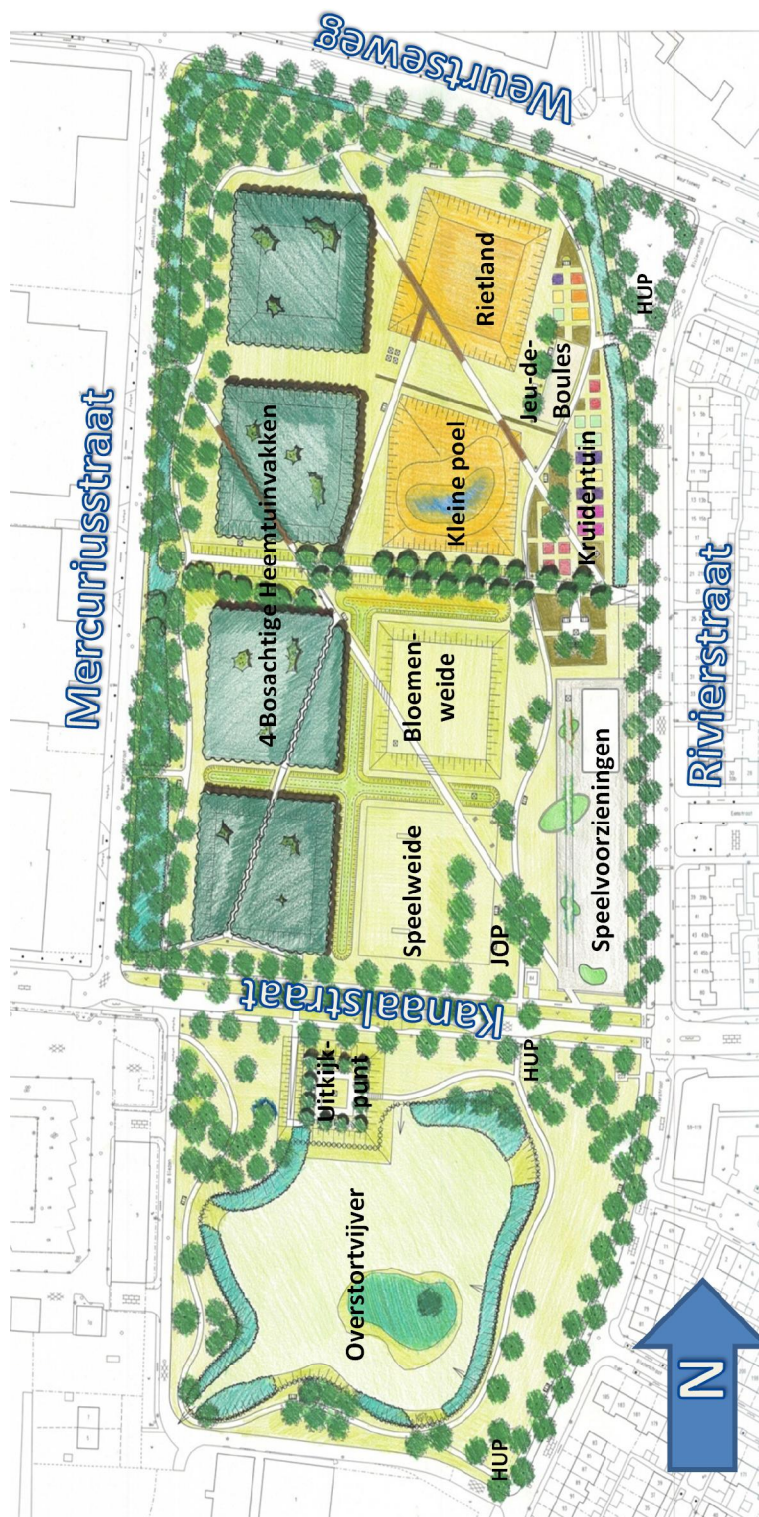 Weurtseweg
Mercuriusstraat
Rietland
HUP
Jeu-de-
Boules
Kleine poel
Kruidentuin
4 Bosachtige Heemtuinvakken
Bloemen-
weide
Rivierstraat
Speelweide
Speelvoorzieningen
JOP
Kanaalstraat
Uitkijk-
punt
HUP
Overstortvijver
HUP
N